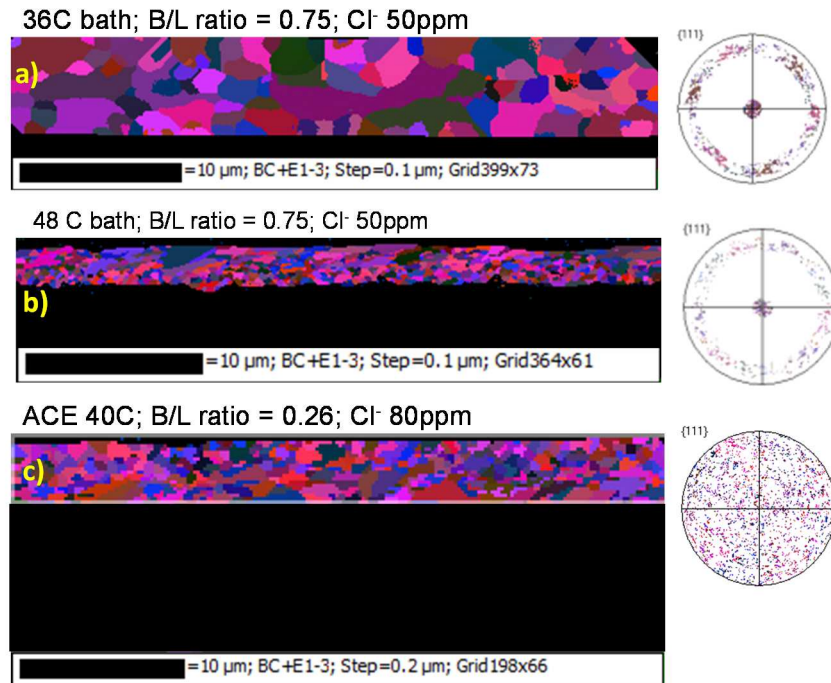 36C bath; B/L ratio = 0.75; Cl⁻ 50ppm
a)
{111}
=10 µm; BC+E1-3; Step=0.1 µm; Grid399x73
48 C bath; B/L ratio = 0.75; Cl⁻ 50ppm
b)
{111}
=10 µm; BC+E1-3; Step=0.1 µm; Grid364x61
ACE 40C; B/L ratio = 0.26; Cl⁻ 80ppm
c)
{111}
=10 µm; BC+E1-3; Step=0.2 µm; Grid198x66